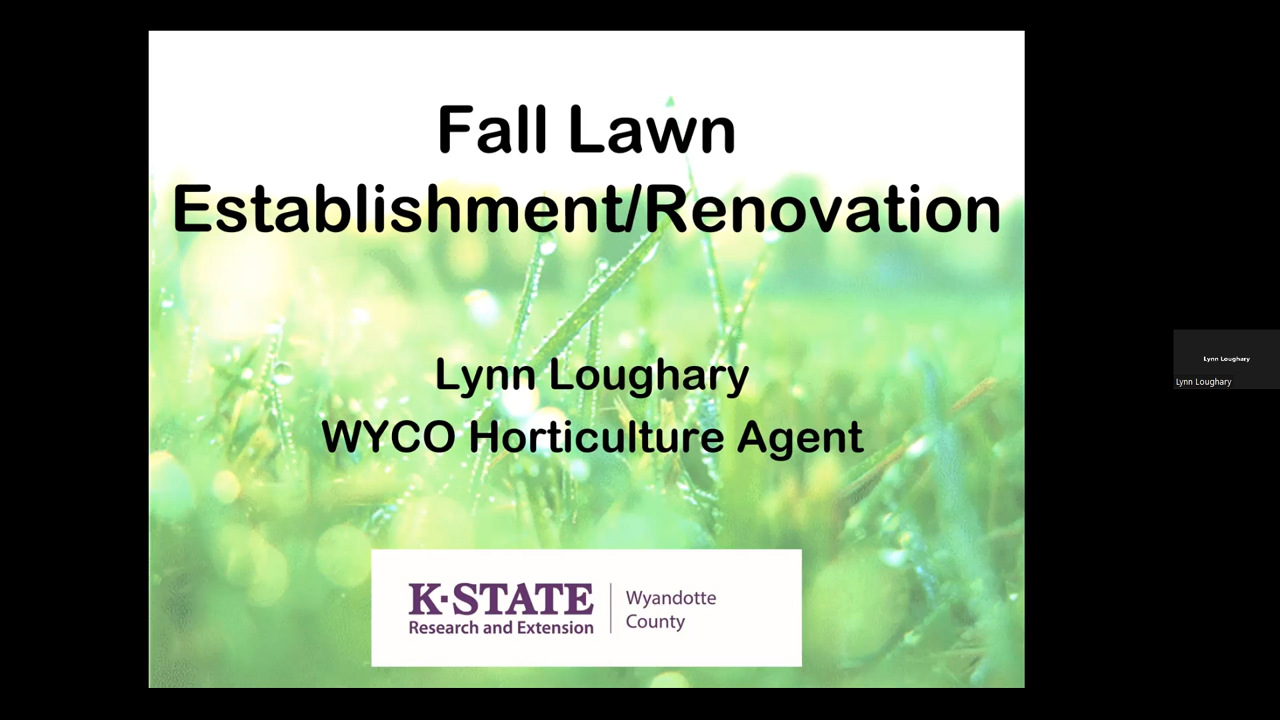 Fall Lawn
Establishment/Renovation
Lynn Loughary
WYCO Horticulture Agent
K·STATE
Research and Extension
Wyandotte
County
Lynn Loughary
Lynn Loughary